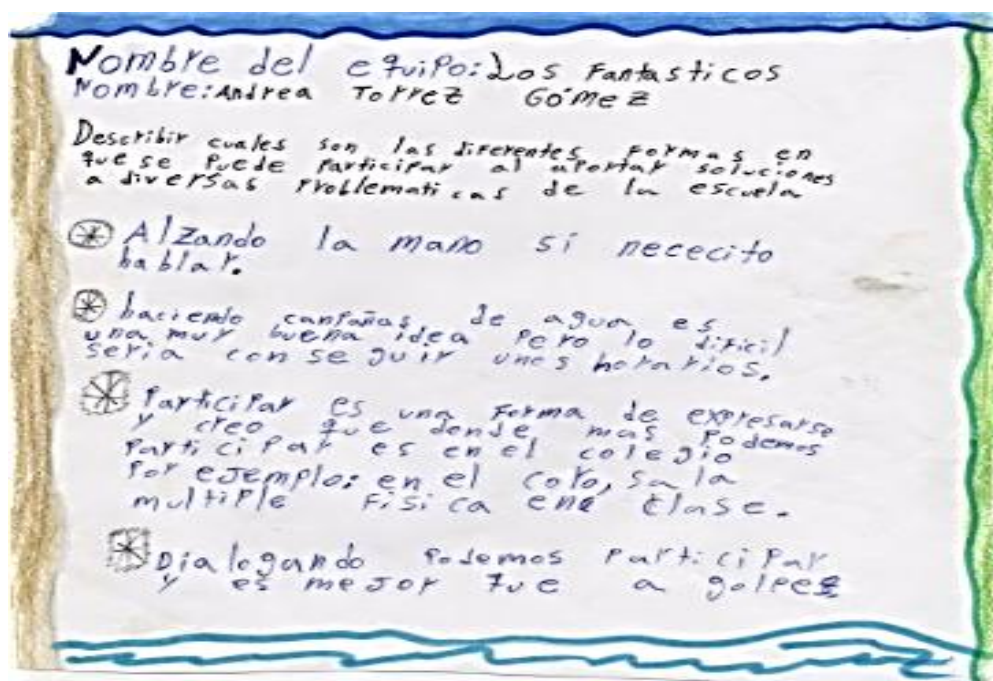 Nombre del equipo: Los Fantasticos
Nombre: Andrea Torrez Gómez
Describir cuales son las diferentes formas en
que se puede participar al aportar soluciones
a diversas problematicas de la escuela
Alzando la mano si nececito
hablar.
haciendo canpañas de agua es
una muy buena idea pero lo dificil
seria conseguir unos horarios.
Participar es una forma de expresarse
y creo que donde mas podemos
participar es en el colegio
por ejemplo: en el coro, sala
multiple fisica ene clase.
Dialogando podemos participar
y es mejor que a golpes